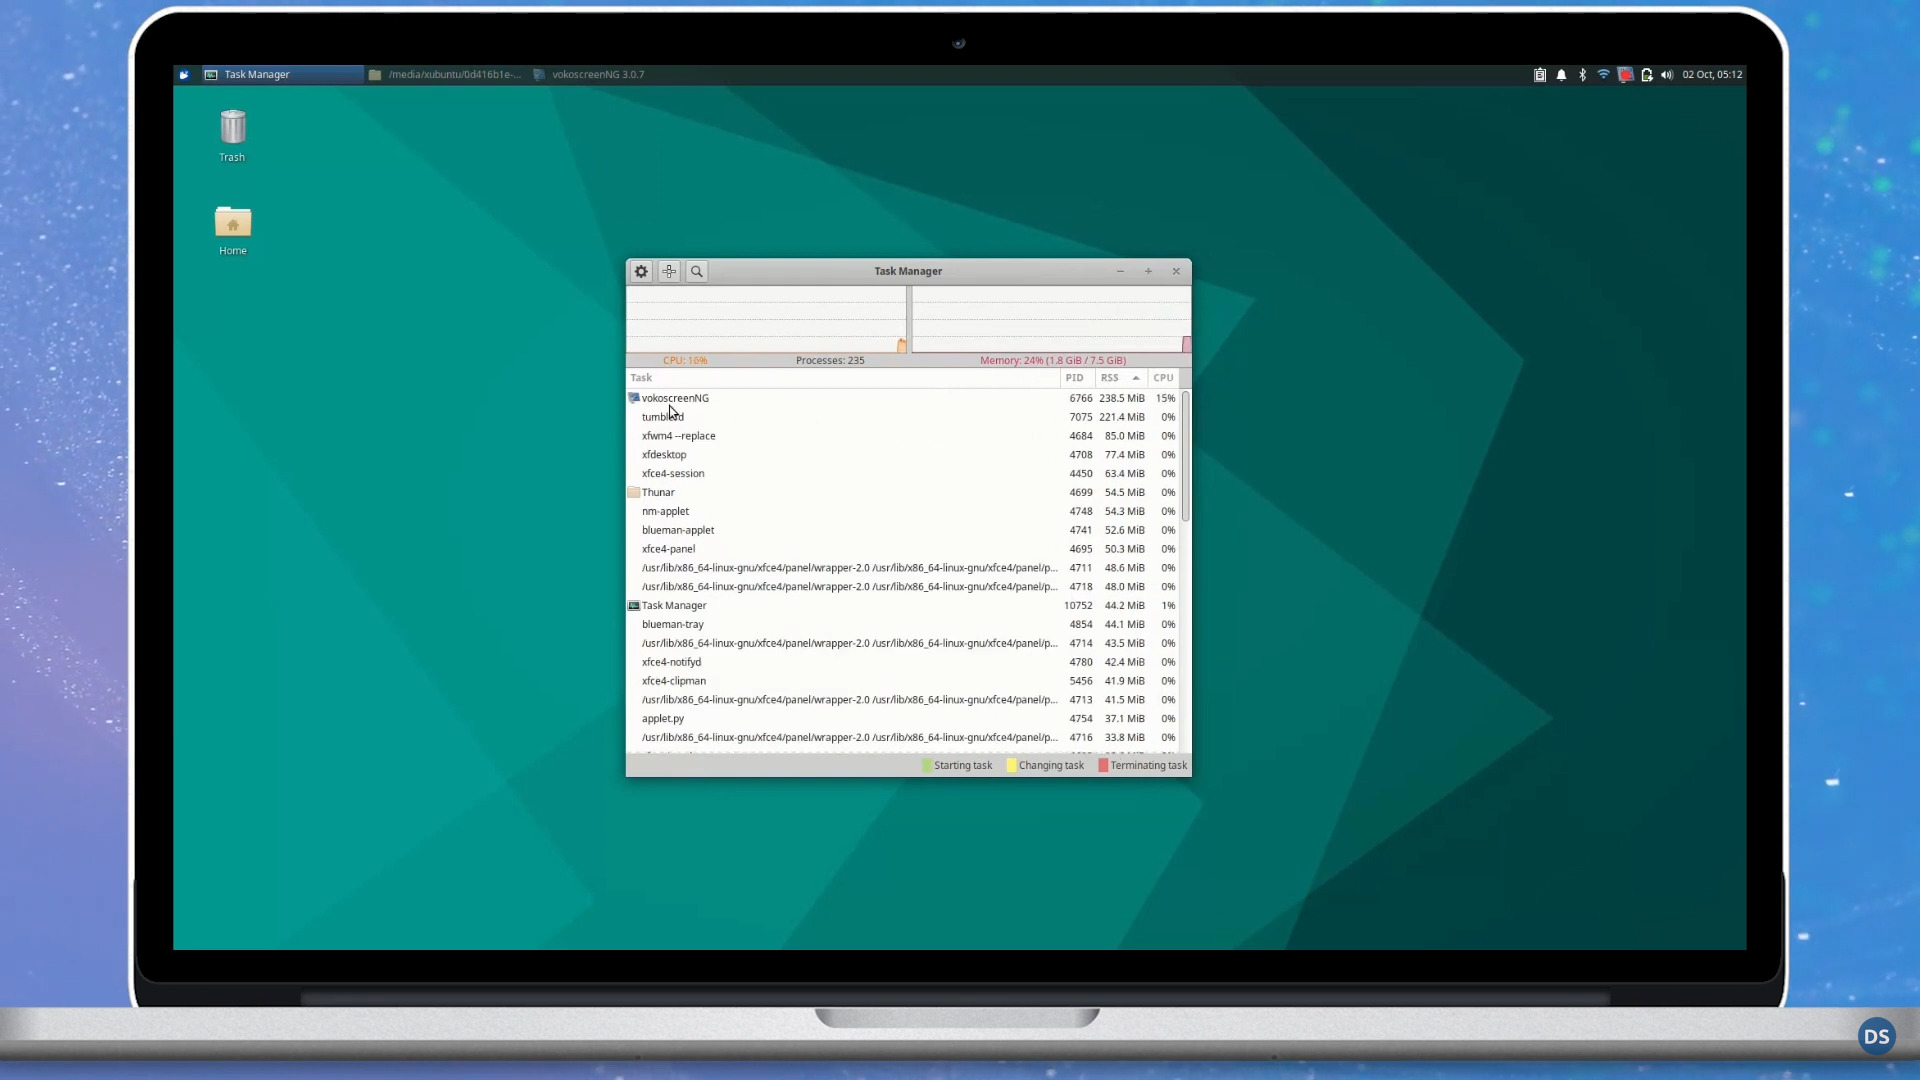 Task Manager
/media/xubuntu/0d416b1e-...
vokoscreenNG 3.0.7
02 Oct, 05:12
Trash
Home
Task Manager
CPU: 16%
Processes: 235
Memory: 24% (1.8 GiB / 7.5 GiB)
Task PID RSS CPU
vokoscreenNG 6766 238.5 MiB 15%
7075 221.4 MiB 0%
xfwm4 --replace 4684 85.0 MiB 0%
xfdesktop 4708 77.4 MiB 0%
xfce4-session 4450 63.4 MiB 0%
Thunar 4699 54.5 MiB 0%
nm-applet 4748 54.3 MiB 0%
blueman-applet 4741 52.6 MiB 0%
xfce4-panel 4695 50.3 MiB 0%
/usr/lib/x86_64-linux-gnu/xfce4/panel/wrapper-2.0 /usr/lib/x86_64-linux-gnu/xfce4/panel/p... 4711 48.6 MiB 0%
/usr/lib/x86_64-linux-gnu/xfce4/panel/wrapper-2.0 /usr/lib/x86_64-linux-gnu/xfce4/panel/p... 4718 48.0 MiB 0%
Task Manager 10752 44.2 MiB 1%
blueman-tray 4854 44.1 MiB 0%
/usr/lib/x86_64-linux-gnu/xfce4/panel/wrapper-2.0 /usr/lib/x86_64-linux-gnu/xfce4/panel/p... 4714 43.5 MiB 0%
xfce4-notifyd 4780 42.4 MiB 0%
xfce4-clipman 5456 41.9 MiB 0%
/usr/lib/x86_64-linux-gnu/xfce4/panel/wrapper-2.0 /usr/lib/x86_64-linux-gnu/xfce4/panel/p... 4713 41.5 MiB 0%
applet.py 4754 37.1 MiB 0%
/usr/lib/x86_64-linux-gnu/xfce4/panel/wrapper-2.0 /usr/lib/x86_64-linux-gnu/xfce4/panel/p... 4716 33.8 MiB 0%
Starting task
Changing task
Terminating task
DS